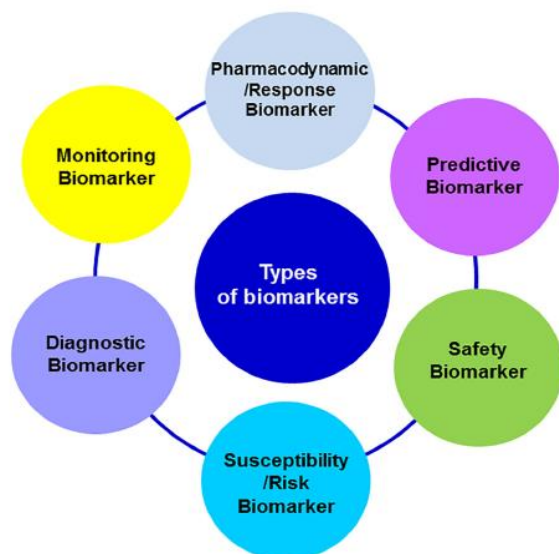 Pharmacodynamic
/Response
Biomarker
Predictive
Biomarker
Safety
Biomarker
Susceptibility
/Risk
Biomarker
Diagnostic
Biomarker
Monitoring
Biomarker
Types
of biomarkers